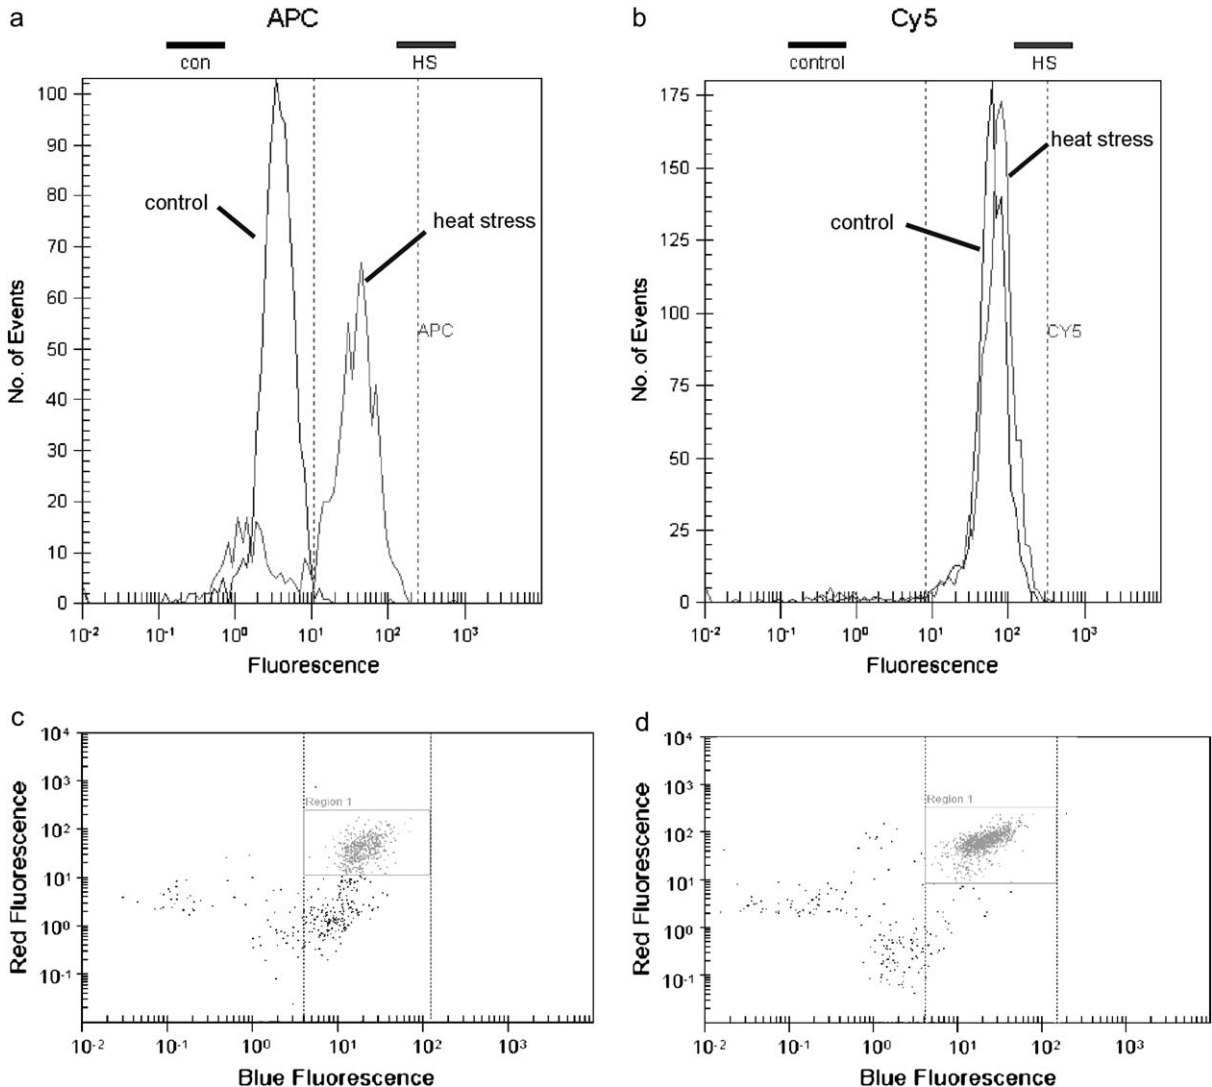 a
APC
con
HS
100
80
60
40
20
0
90
70
50
30
10
No. of Events
control
heat stress
APC
10-2
10-1
100
101
102
103
Fluorescence
b
Cy5
control
HS
175
150
125
100
75
50
25
0
No. of Events
heat stress
control
CY5
10-2
10-1
100
101
102
103
Fluorescence
c
104
103
102
101
100
10-1
Red Fluorescence
Region 1
10-2
10-1
100
101
102
103
Blue Fluorescence
d
104
103
102
101
100
10-1
Red Fluorescence
Region 1
10-2
10-1
100
101
102
103
Blue Fluorescence